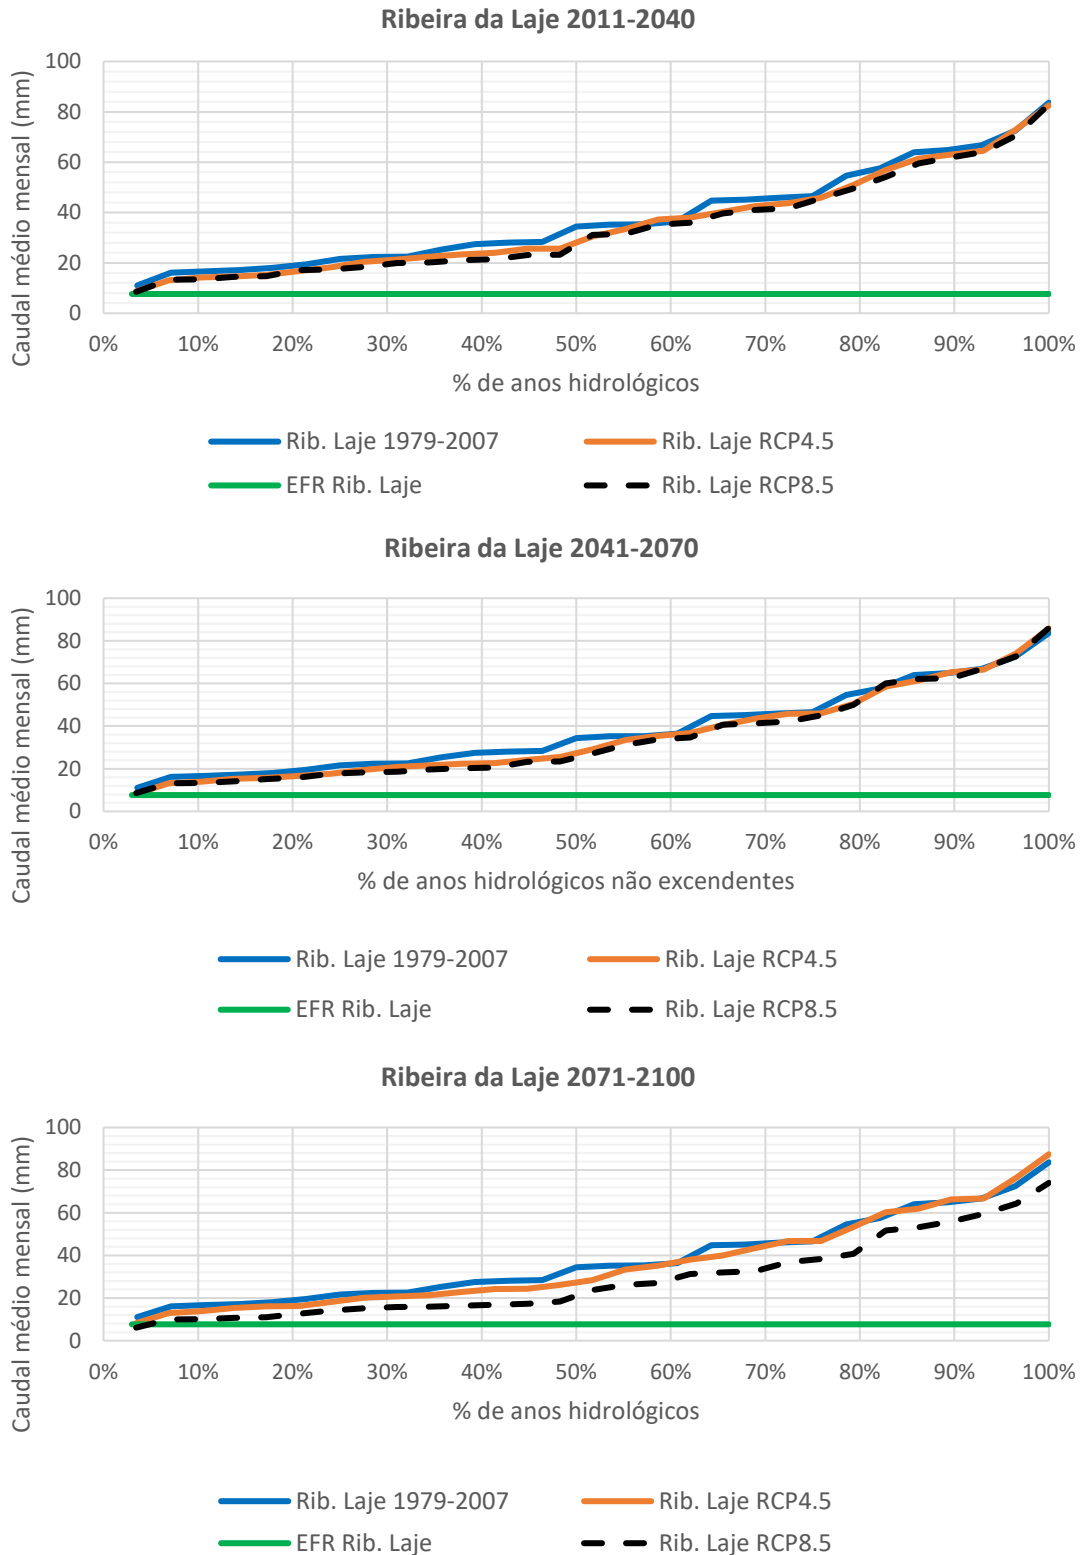 Ribeira da Laje 2011-2040
Caudal médio mensal (mm)
100
80
60
40
20
0
0% 10% 20% 30% 40% 50% 60% 70% 80% 90% 100%
% de anos hidrológicos
Rib. Laje 1979-2007 Rib. Laje RCP4.5
EFR Rib. Laje Rib. Laje RCP8.5
Ribeira da Laje 2041-2070
Caudal médio mensal (mm)
100
80
60
40
20
0
0% 10% 20% 30% 40% 50% 60% 70% 80% 90% 100%
% de anos hidrológicos não excendentes
Rib. Laje 1979-2007 Rib. Laje RCP4.5
EFR Rib. Laje Rib. Laje RCP8.5
Ribeira da Laje 2071-2100
Caudal médio mensal (mm)
100
80
60
40
20
0
0% 10% 20% 30% 40% 50% 60% 70% 80% 90% 100%
% de anos hidrológicos
Rib. Laje 1979-2007 Rib. Laje RCP4.5
EFR Rib. Laje Rib. Laje RCP8.5